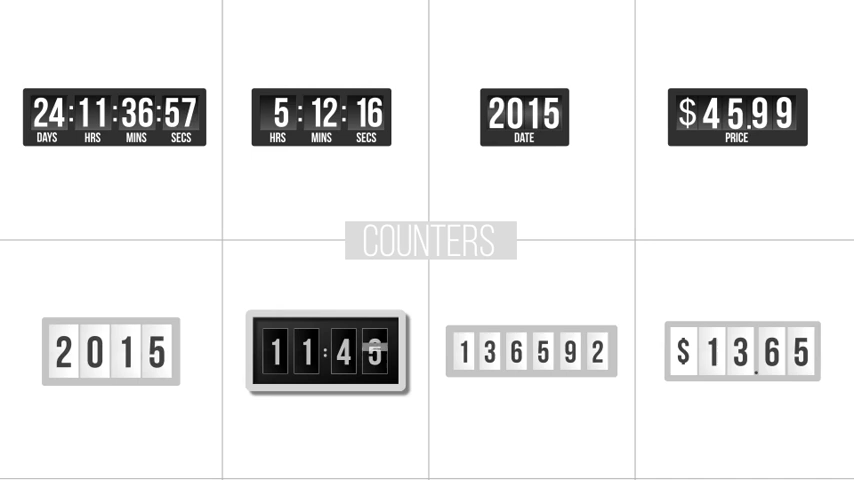 24:11:36:57
DAYS HRS MINS SECS
5:12:16
HRS MINS SECS
2015
DATE
$45.99
PRICE
COUNTERS
2015
11:4
136592
$13.65